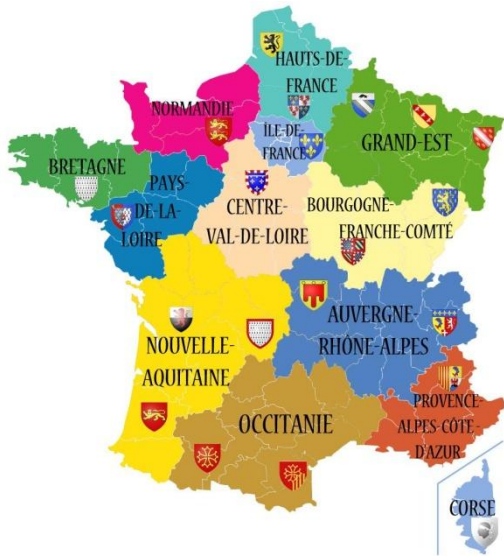 HAUTS-DE-
FRANCE
NORMANDIE
ÎLE-DE-
FRANCE
GRAND-EST
BRETAGNE
PAYS-
DE-LA-
LOIRE
CENTRE-
VAL-DE-LOIRE
BOURGOGNE-
FRANCHE-COMTÉ
NOUVELLE-
AQUITAINE
AUVERGNE-
RHÔNE-ALPES
OCCITANIE
PROVENCE-
ALPES-CÔTE-
D'AZUR
CORSE